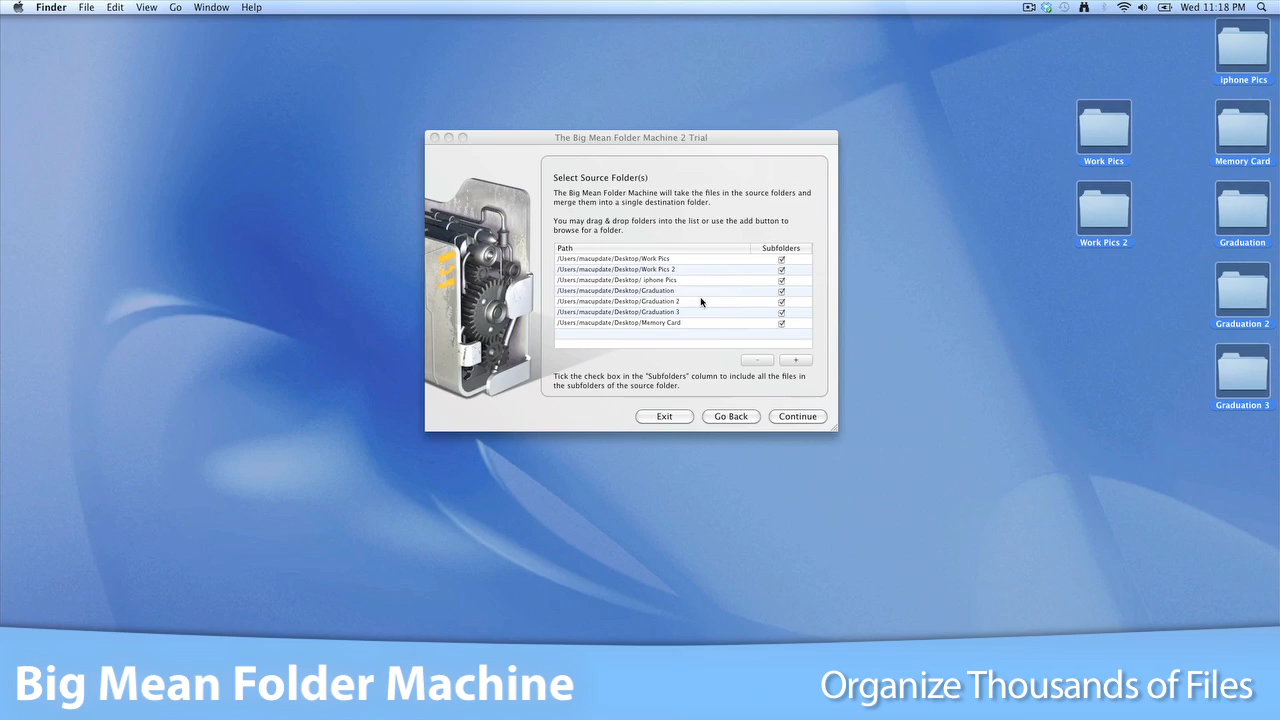 Finder File Edit View Go Window Help Wed 11:18 PM
iphone Pics
Work Pics
Memory Card
Work Pics 2
Graduation
Graduation 2
Graduation 3
The Big Mean Folder Machine 2 Trial
Select Source Folder(s)
The Big Mean Folder Machine will take the files in the source folders and
merge them into a single destination folder.
You may drag & drop folders into the list or use the add button to
browse for a folder.
Path Subfolders
/Users/macupdate/Desktop/Work Pics
/Users/macupdate/Desktop/Work Pics 2
/Users/macupdate/Desktop/ iphone Pics
/Users/macupdate/Desktop/Graduation
/Users/macupdate/Desktop/Graduation 2
/Users/macupdate/Desktop/Graduation 3
/Users/macupdate/Desktop/Memory Card
- +
Tick the check box in the "Subfolders" column to include all the files in
the subfolders of the source folder.
Exit Go Back Continue
Big Mean Folder Machine
Organize Thousands of Files